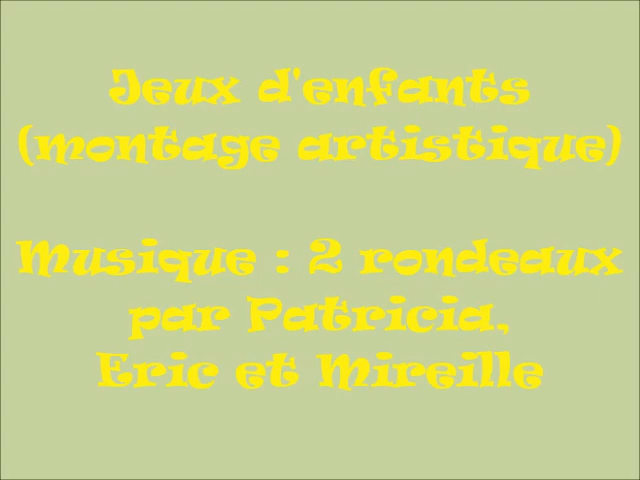 Jeux d'enfants
(montage artistique)
Musique : 2 rondeaux
par Patricia,
Eric et Mireille